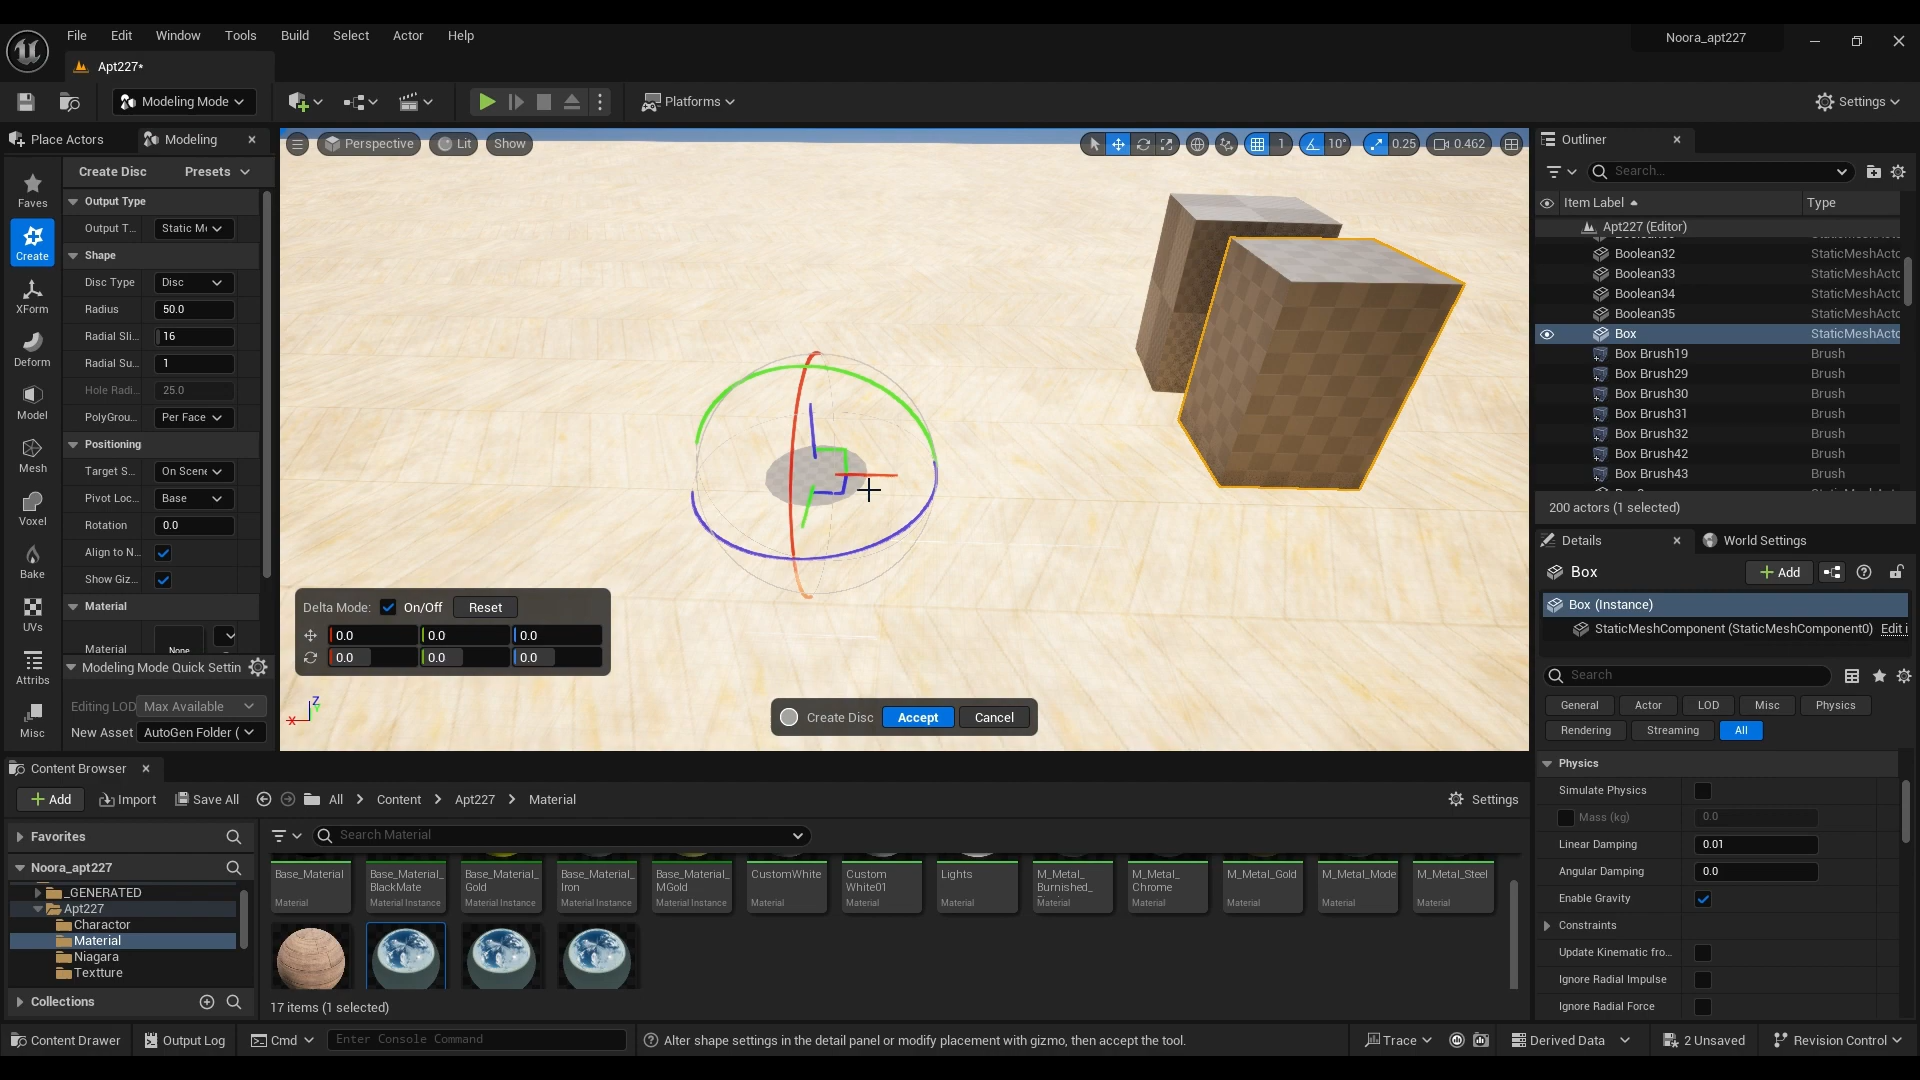 File Edit Window Tools Build Select Actor Help
Noora_apt227
Apt227*
Modeling Mode
Platforms
Settings
Place Actors
Modeling
Perspective
Lit
Show
1
10°
0.25
0.462
Outliner
Create Disc
Presets
Faves
Create
XForm
Deform
Model
Mesh
Voxel
Bake
UVs
Attribs
Misc
Output Type
Output T... Static Me
Shape
Disc Type Disc
Radius 50.0
Radial Sli... 16
Radial Su... 1
Hole Radi... 25.0
PolyGrou... Per Face
Positioning
Target S... On Scene
Pivot Loc... Base
Rotation 0.0
Align to N...
Show Giz...
Material
Material None
Modeling Mode Quick Settin
Editing LOD Max Available
New Asset AutoGen Folder (
Delta Mode: On/Off Reset
0.0 0.0 0.0
0.0 0.0 0.0
Z
X
Create Disc Accept Cancel
Search...
Item Label Type
Apt227 (Editor)
Boolean32 StaticMeshActo
Boolean33 StaticMeshActo
Boolean34 StaticMeshActo
Boolean35 StaticMeshActo
Box StaticMeshActo
Box Brush19 Brush
Box Brush29 Brush
Box Brush30 Brush
Box Brush31 Brush
Box Brush32 Brush
Box Brush42 Brush
Box Brush43 Brush
200 actors (1 selected)
Details
World Settings
Box
Add
Box (Instance)
StaticMeshComponent (StaticMeshComponent0) Edit i
Search
General Actor LOD Misc Physics
Rendering Streaming All
Physics
Simulate Physics
Mass (kg) 0.0
Linear Damping 0.01
Angular Damping 0.0
Enable Gravity
Constraints
Update Kinematic fro...
Ignore Radial Impulse
Ignore Radial Force
Content Browser
Add Import Save All All Content Apt227 Material
Settings
Favorites
Noora_apt227
_GENERATED
Apt227
Charactor
Material
Niagara
Textture
Collections
Search Material
Base_Material
Material
Base_Material_
BlackMate
Material Instance
Base_Material_
Gold
Material Instance
Base_Material_
Iron
Material Instance
Base_Material_
MGold
Material Instance
CustomWhite
Material
Custom
White01
Material
Lights
Material
M_Metal_
Burnished_
Material
M_Metal_
Chrome
Material
M_Metal_Gold
Material
M_Metal_Mode
Material
M_Metal_Steel
Material
17 items (1 selected)
Content Drawer
Output Log
Cmd
Enter Console Command
Alter shape settings in the detail panel or modify placement with gizmo, then accept the tool.
Trace
Derived Data
2 Unsaved
Revision Control